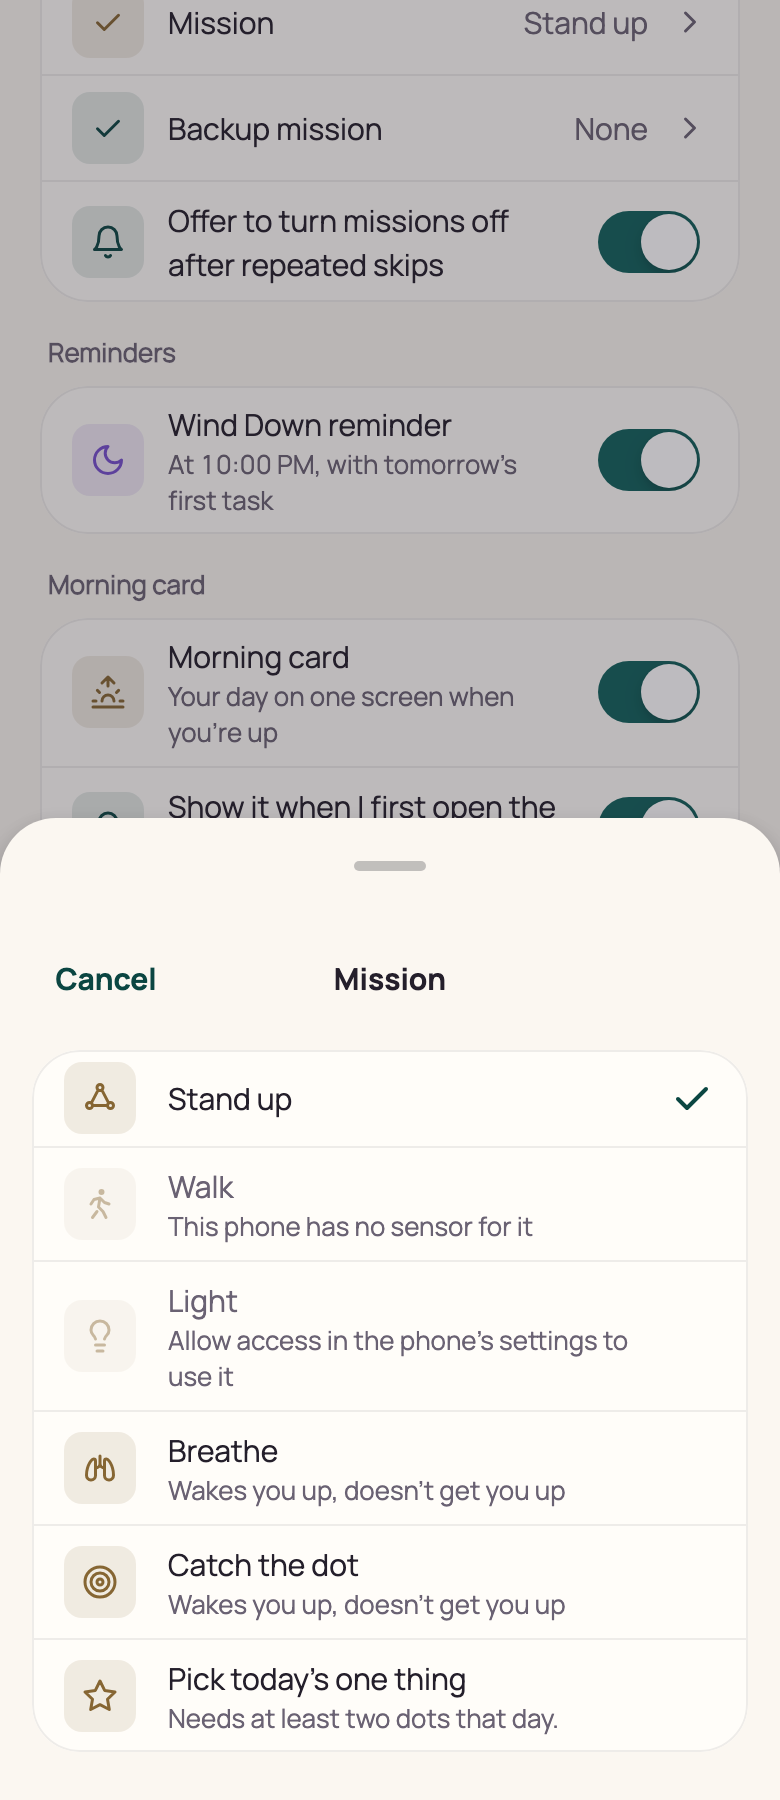 Mission
Stand up
Backup mission
None
Offer to turn missions off
after repeated skips
Reminders
Wind Down reminder
At 10:00 PM, with tomorrow's
first task
Morning card
Morning card
Your day on one screen when
you're up
Show it when I first open the
Cancel
Mission
Stand up
Walk
This phone has no sensor for it
Light
Allow access in the phone's settings to
use it
Breathe
Wakes you up, doesn't get you up
Catch the dot
Wakes you up, doesn't get you up
Pick today's one thing
Needs at least two dots that day.